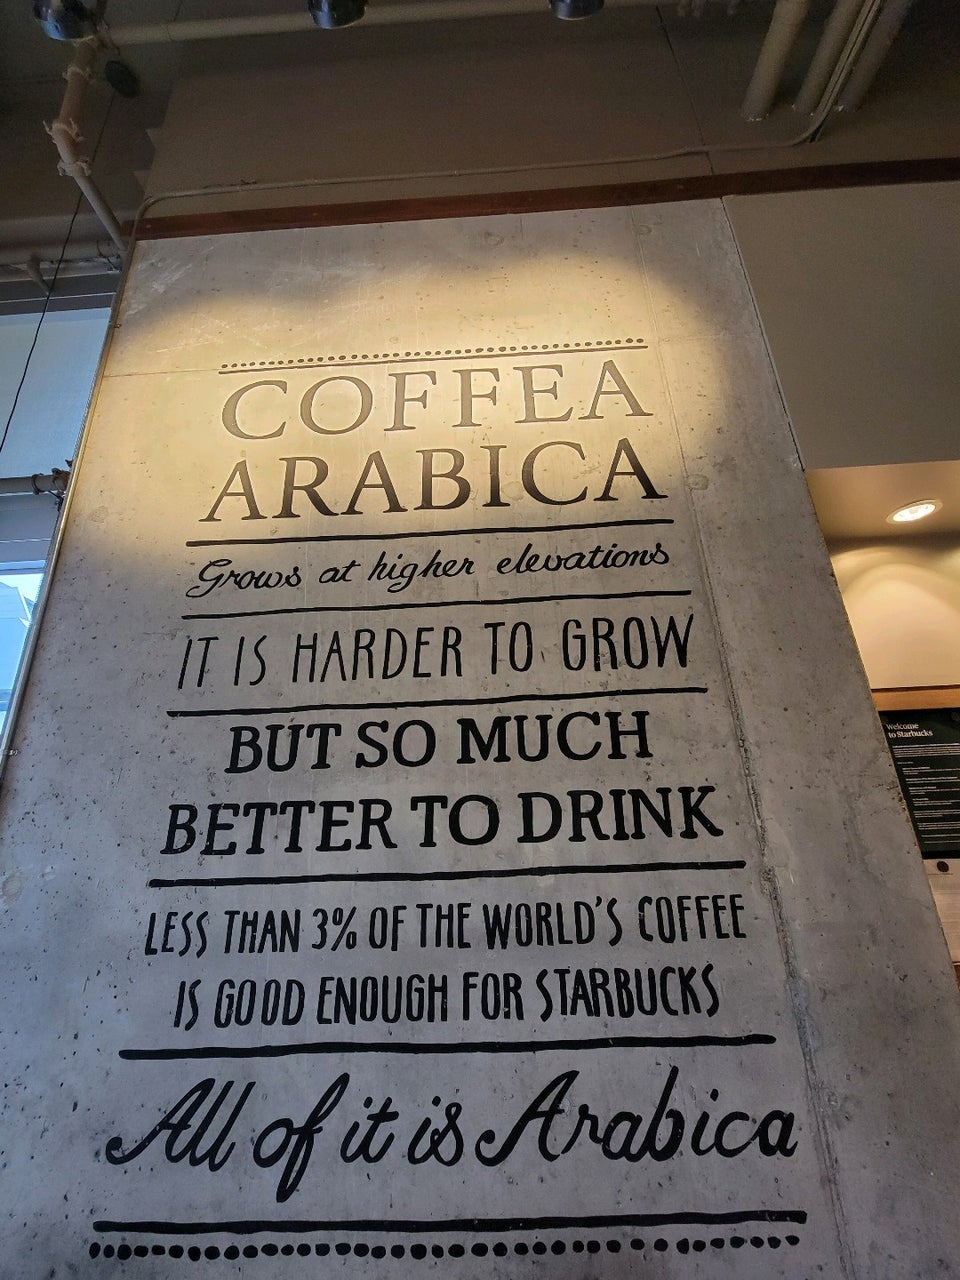 COFFEA
ARABICA
Grows at higher elevations
IT IS HARDER TO GROW
BUT SO MUCH
BETTER TO DRINK
LESS THAN 3% OF THE WORLD'S COFFEE
IS GOOD ENOUGH FOR STARBUCKS
All of it is Arabica
Welcome
to Starbucks